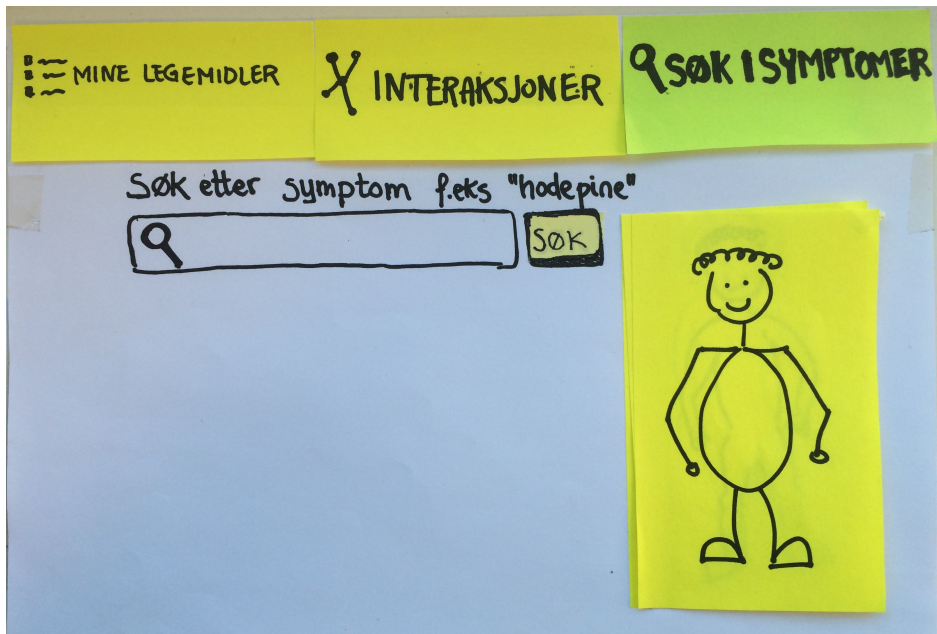 MINE LEGEMIDLER
INTERAKSJONER
SØK I SYMPTOMER
Søk etter symptom f.eks "hodepine"
SØK